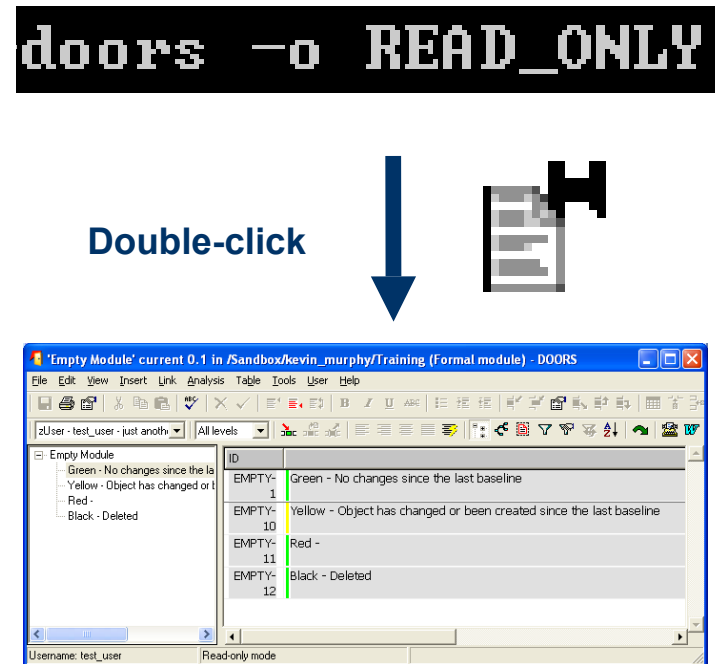 doors -o READ_ONLY
Double-click
'Empty Module' current 0.1 in /Sandbox/kevin_murphy/Training (Formal module) - DOORS
File Edit View Insert Link Analysis Table Tools User Help
B I U ABC
zUser - test_user - just anoth All levels
Empty Module
Green - No changes since the la
Yellow - Object has changed or b
Red -
Black - Deleted
ID
EMPTY-1 Green - No changes since the last baseline
EMPTY-10 Yellow - Object has changed or been created since the last baseline
EMPTY-11 Red -
EMPTY-12 Black - Deleted
Username: test_user Read-only mode